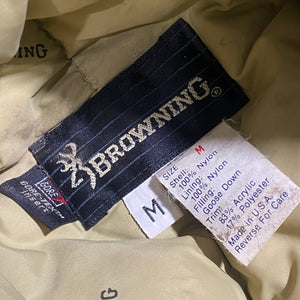 BROWNING
BROWNING®
M
SIZE: M
Shell:
100% Nylon
Lining:
100% Nylon
Filling:
Goose Down
Trim:
83% Acrylic
17% Polyester
Made in U.S.A.
Reverse For Care
GORE-TEX